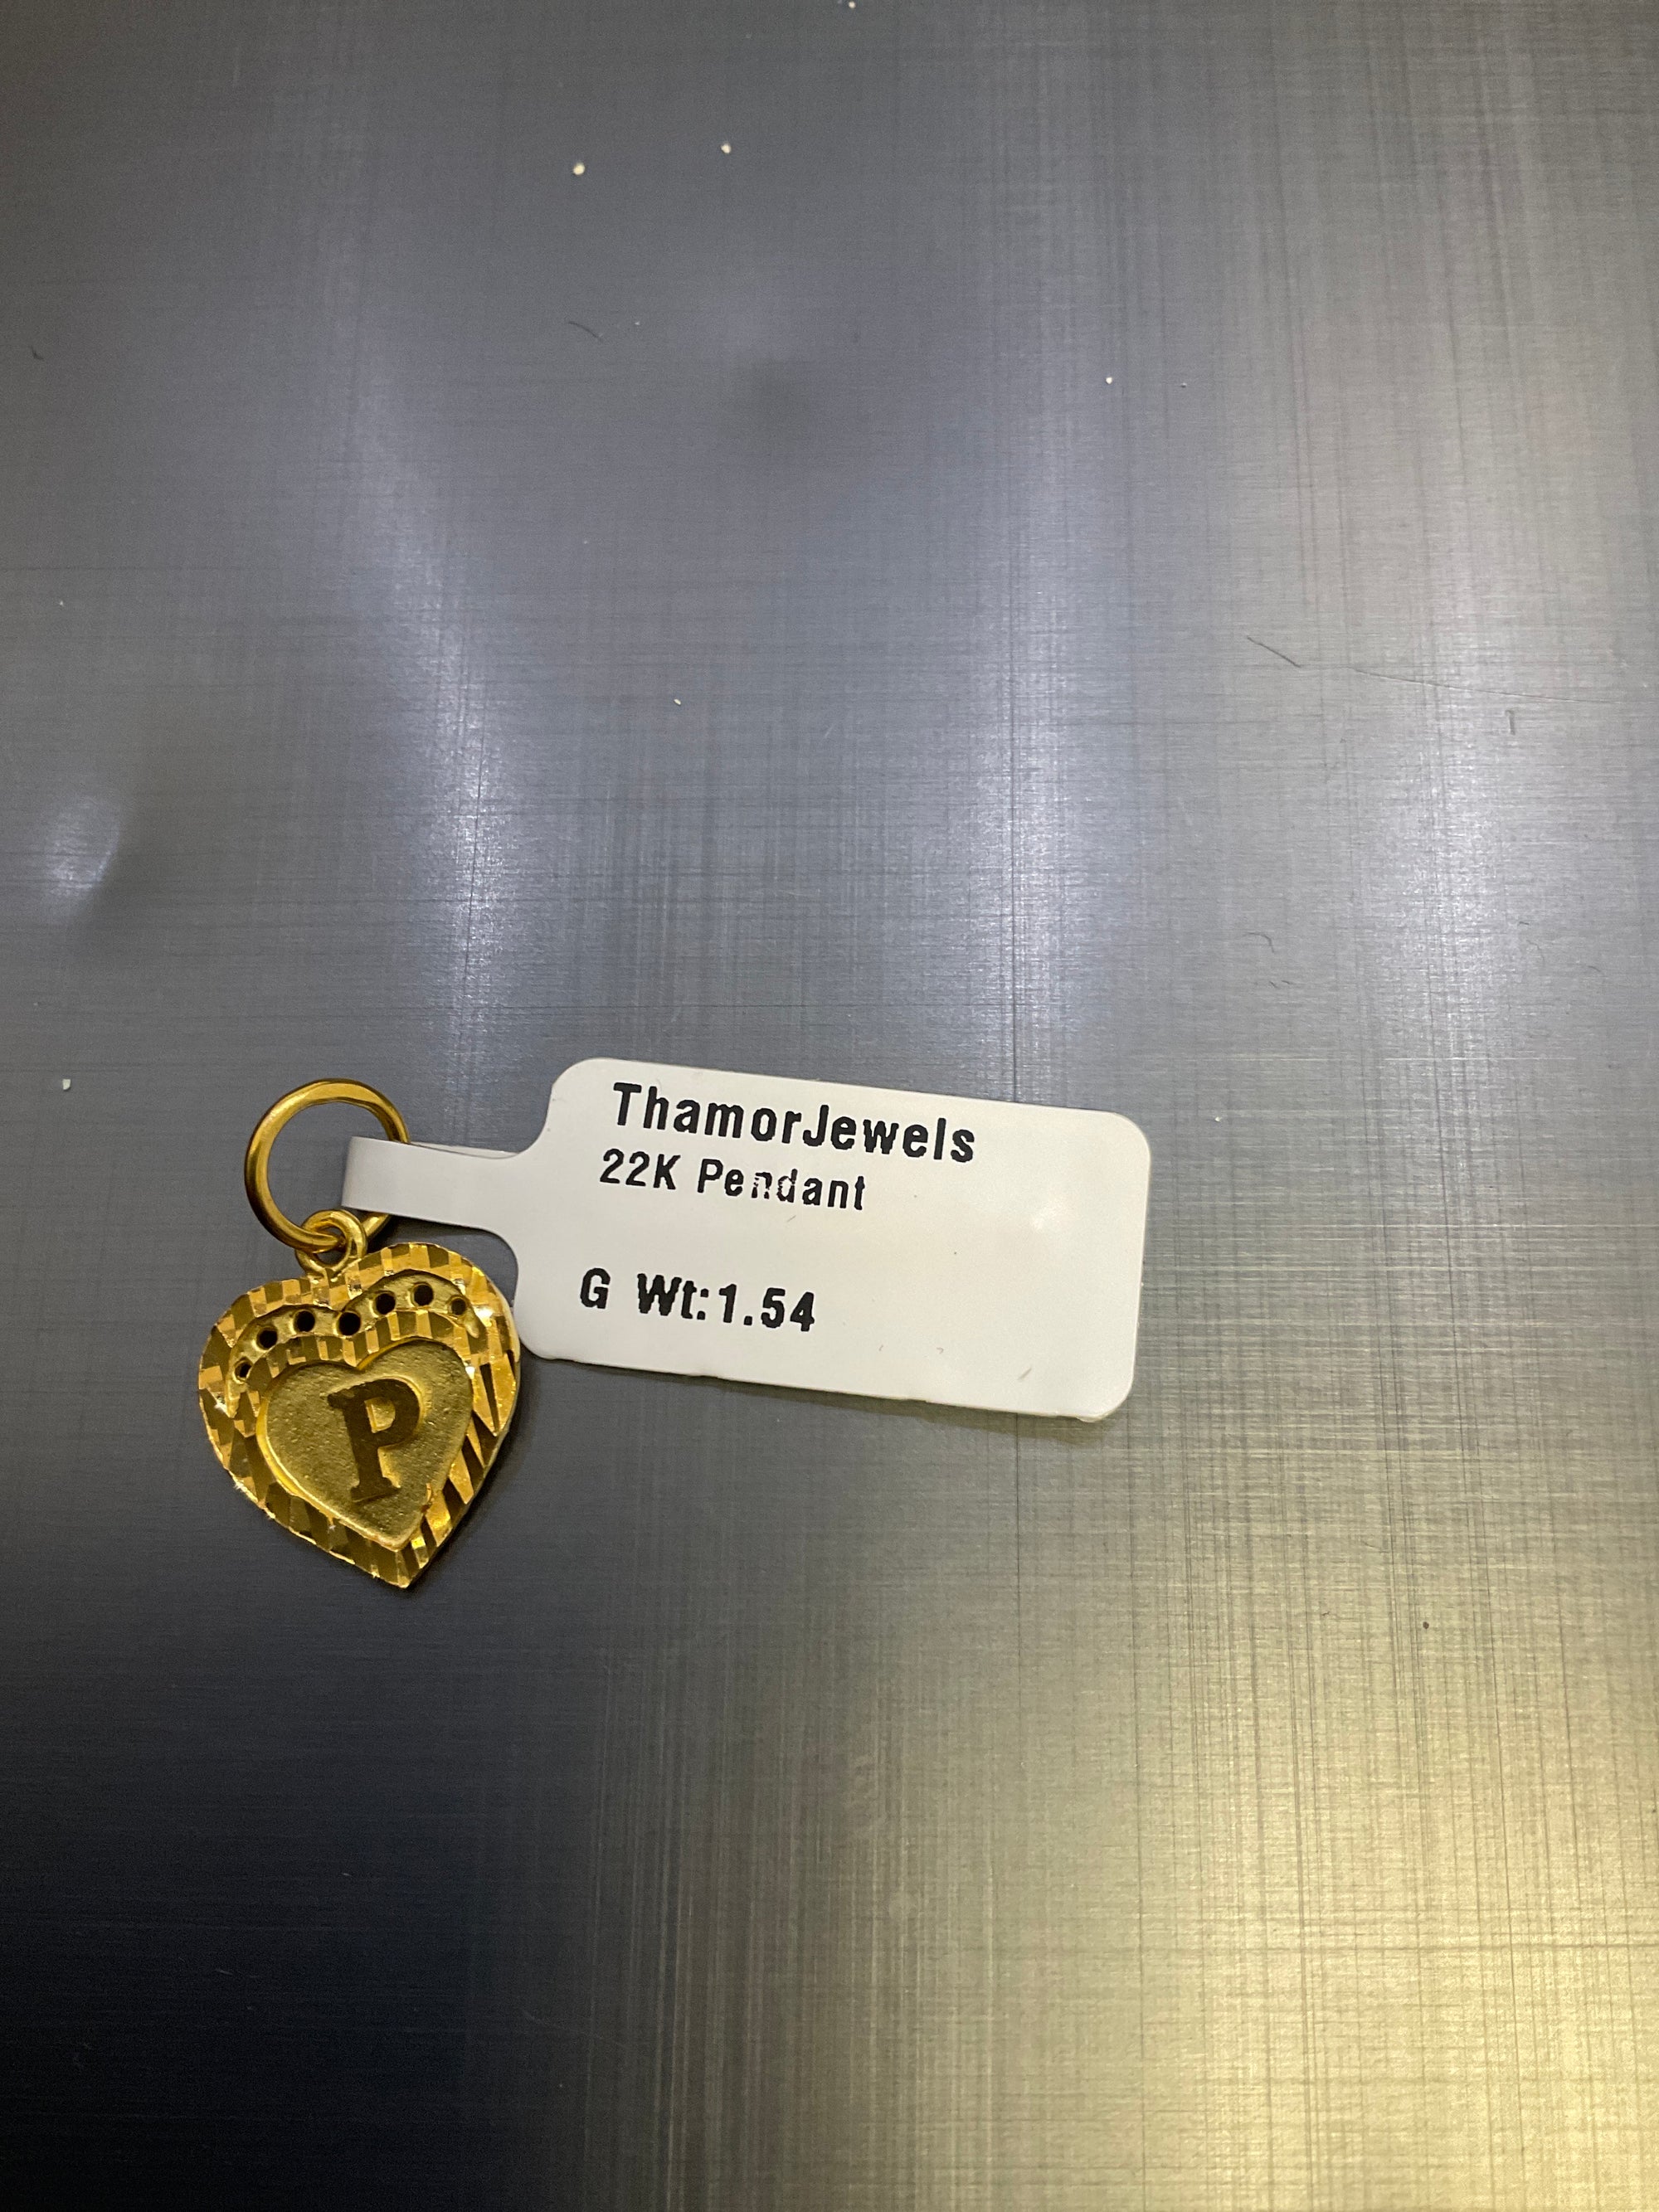 ThamorJewels
22K Pendant
G Wt:1.54
P